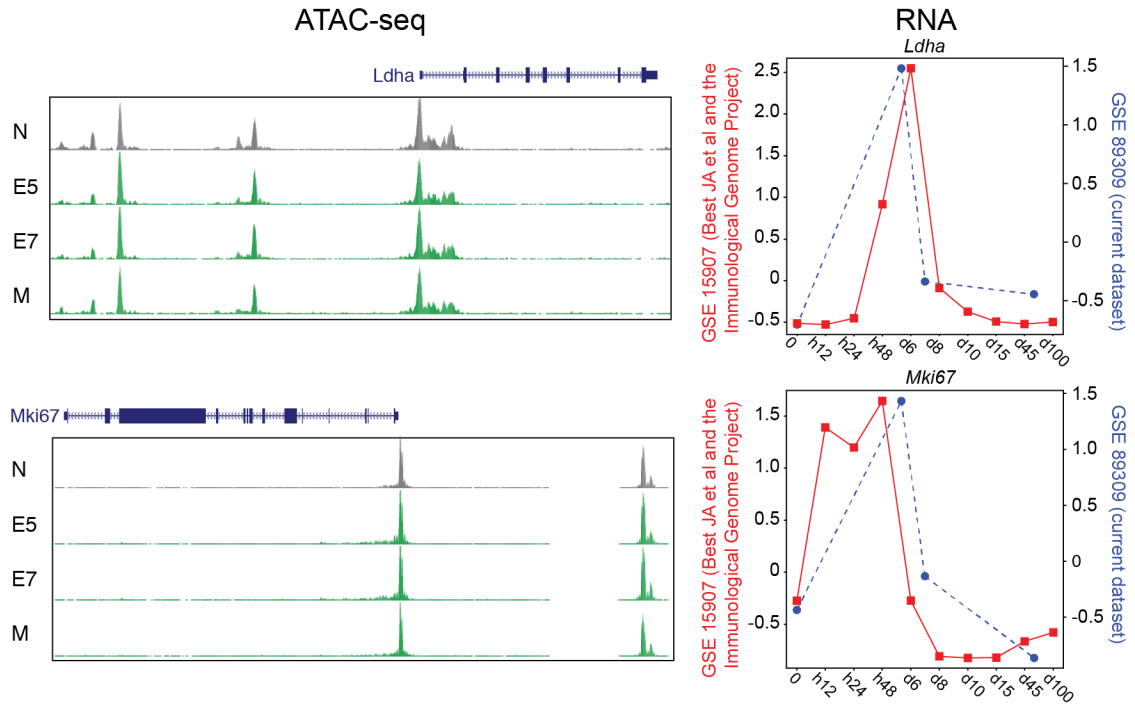 ATAC-seq
RNA
Ldha
N
E5
E7
M
GSE 15907 (Best JA et al and the
Immunological Genome Project)
Ldha
2.5
2.0
1.5
1.0
0.5
0
-0.5
1.5
1
0.5
0
-0.5
GSE 89309 (current
dataset)
0
h12
h24
h48
d6
d8
d10
d15
d45
d100
Mki67
N
E5
E7
M
GSE 15907 (Best JA et al and the
Immunological Genome Project)
Mki67
1.5
1.0
0.5
0
-0.5
1.5
1
0.5
0
-0.5
GSE 89309 (current
dataset)
0
h12
h24
h48
d6
d8
d10
d15
d45
d100